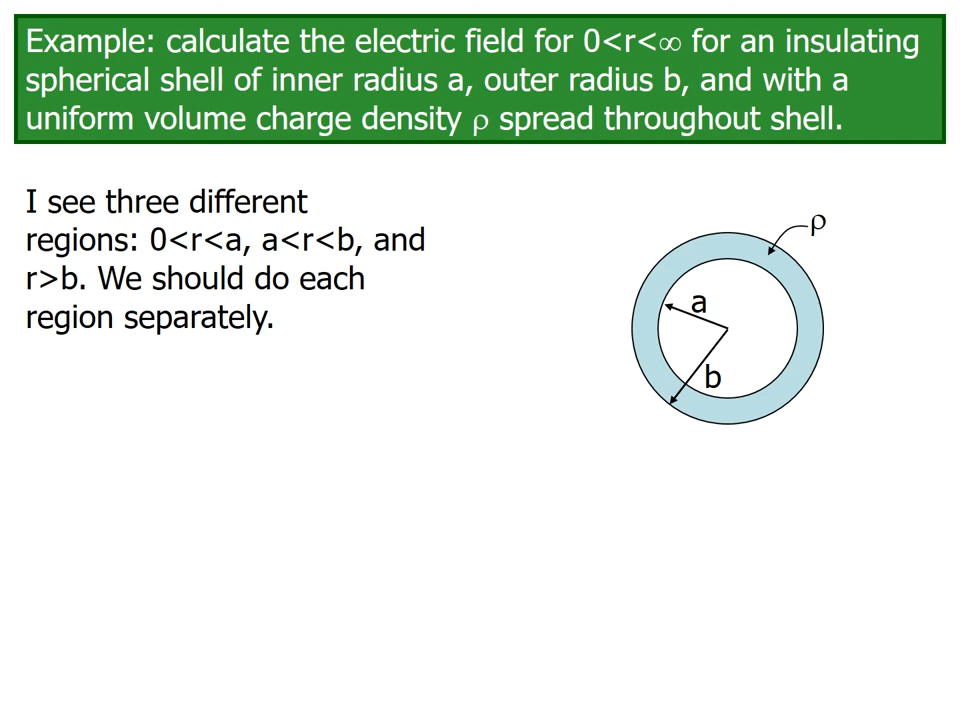 Example: calculate the electric field for 0<r<∞ for an insulating
spherical shell of inner radius a, outer radius b, and with a
uniform volume charge density ρ spread throughout shell.
I see three different
regions: 0<r<a, a<r<b, and
r>b. We should do each
region separately.
ρ
a
b